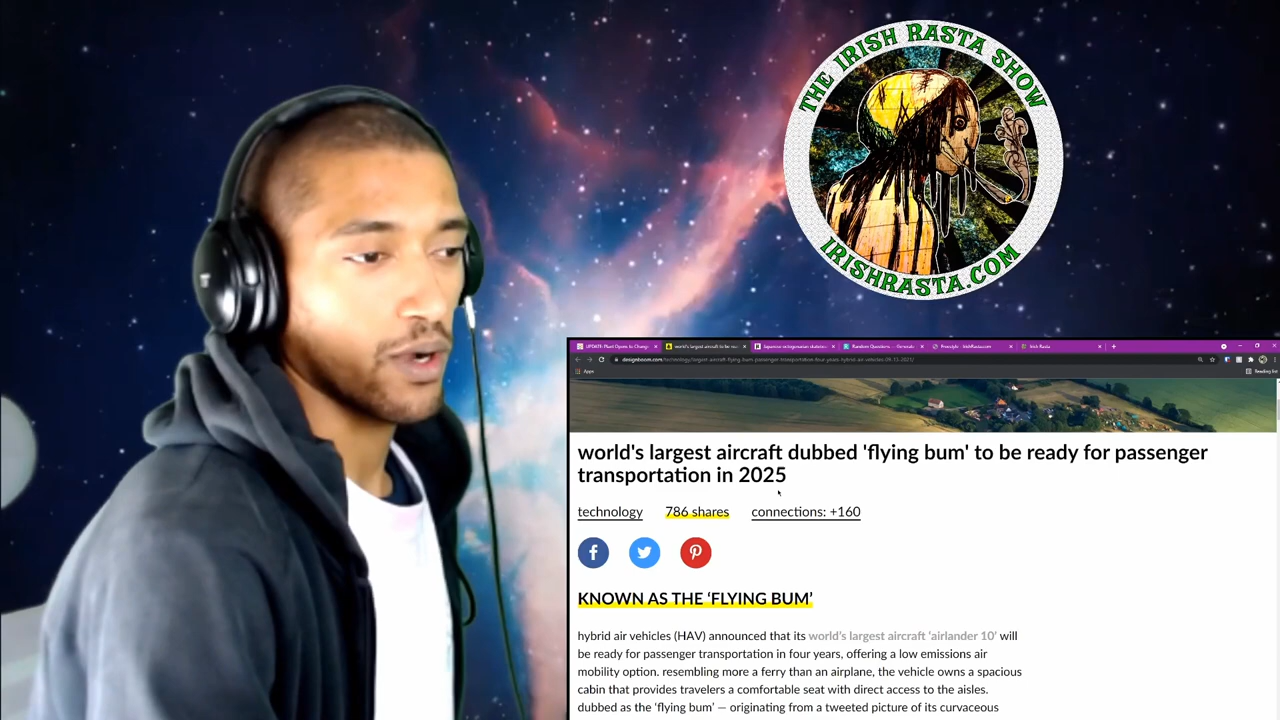 THE IRISH RASTA SHOW
IRISHRASTA.COM
Apps
Reading list
world's largest aircraft dubbed 'flying bum' to be ready for passenger
transportation in 2025
technology 786 shares connections: +160
KNOWN AS THE ‘FLYING BUM’
hybrid air vehicles (HAV) announced that its world's largest aircraft ‘airlander 10’ will
be ready for passenger transportation in four years, offering a low emissions air
mobility option. resembling more a ferry than an airplane, the vehicle owns a spacious
cabin that provides travelers a comfortable seat with direct access to the aisles.
dubbed as the ‘flying bum’ — originating from a tweeted picture of its curvaceous